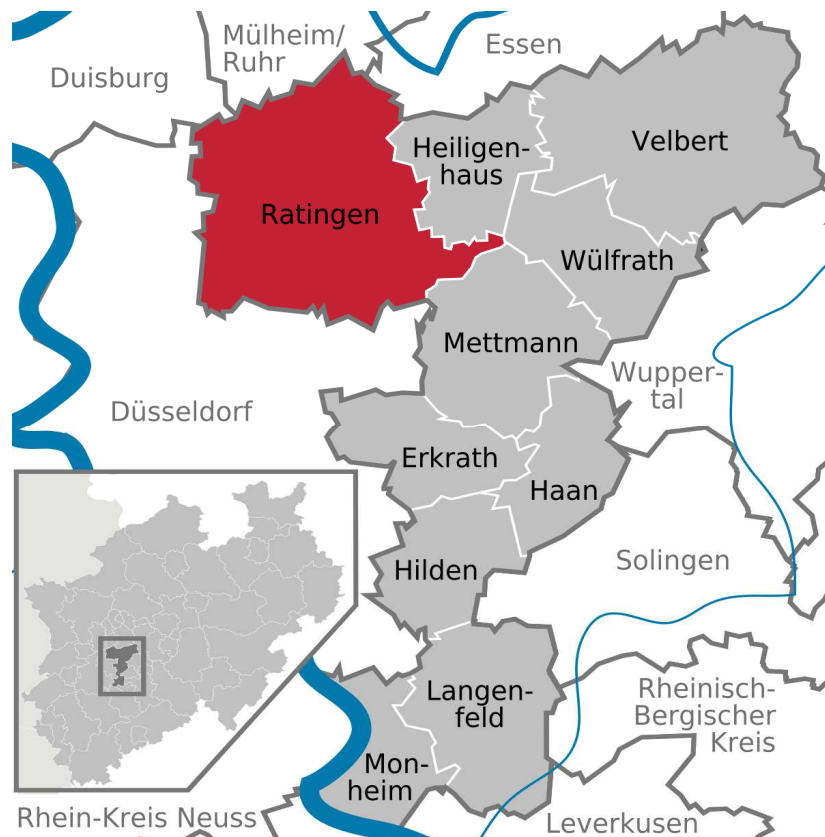 Mülheim/
Ruhr
Essen
Duisburg
Velbert
Heiligen-
haus
Ratingen
Wülfrath
Mettmann
Wupper-
tal
Düsseldorf
Erkrath
Haan
Solingen
Hilden
Langen-
feld
Rheinisch-
Bergischer
Kreis
Mon-
heim
Rhein-Kreis Neuss
Leverkusen